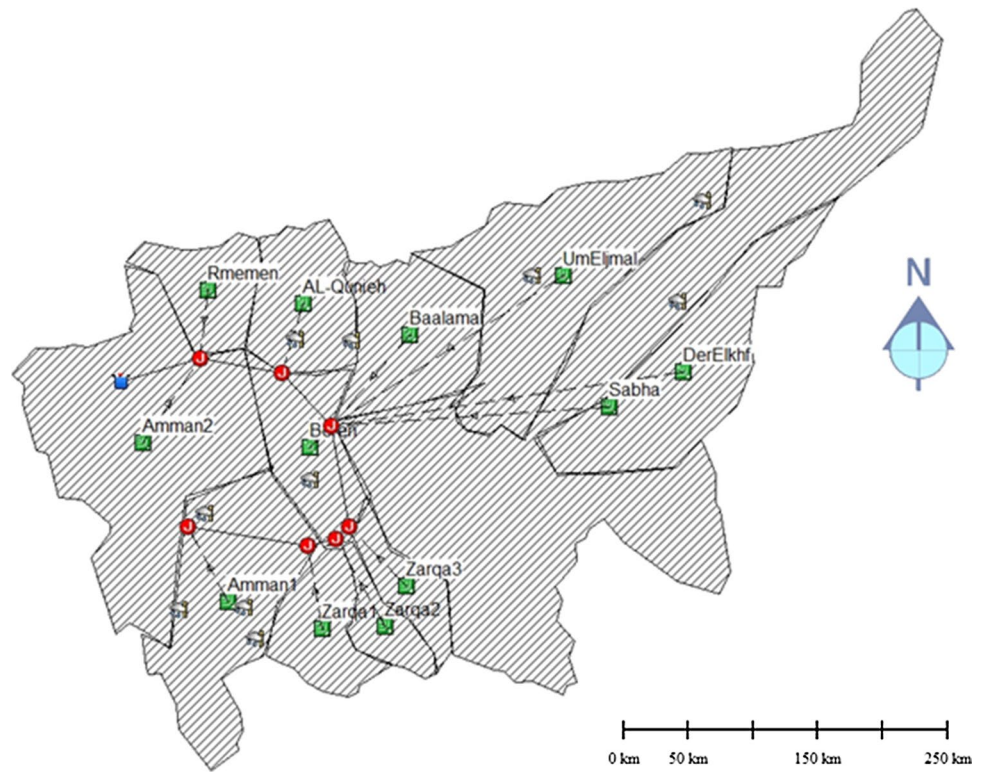 UmEljmal
Rmemen
AL-Qunieh
Baalama
DerElkhf
J
J
Sabha
Amman2
J
J
J
J
J
Zarqa3
Amman1
Zarqa1
Zarqa2
N
0 km
50 km
150 km
250 km